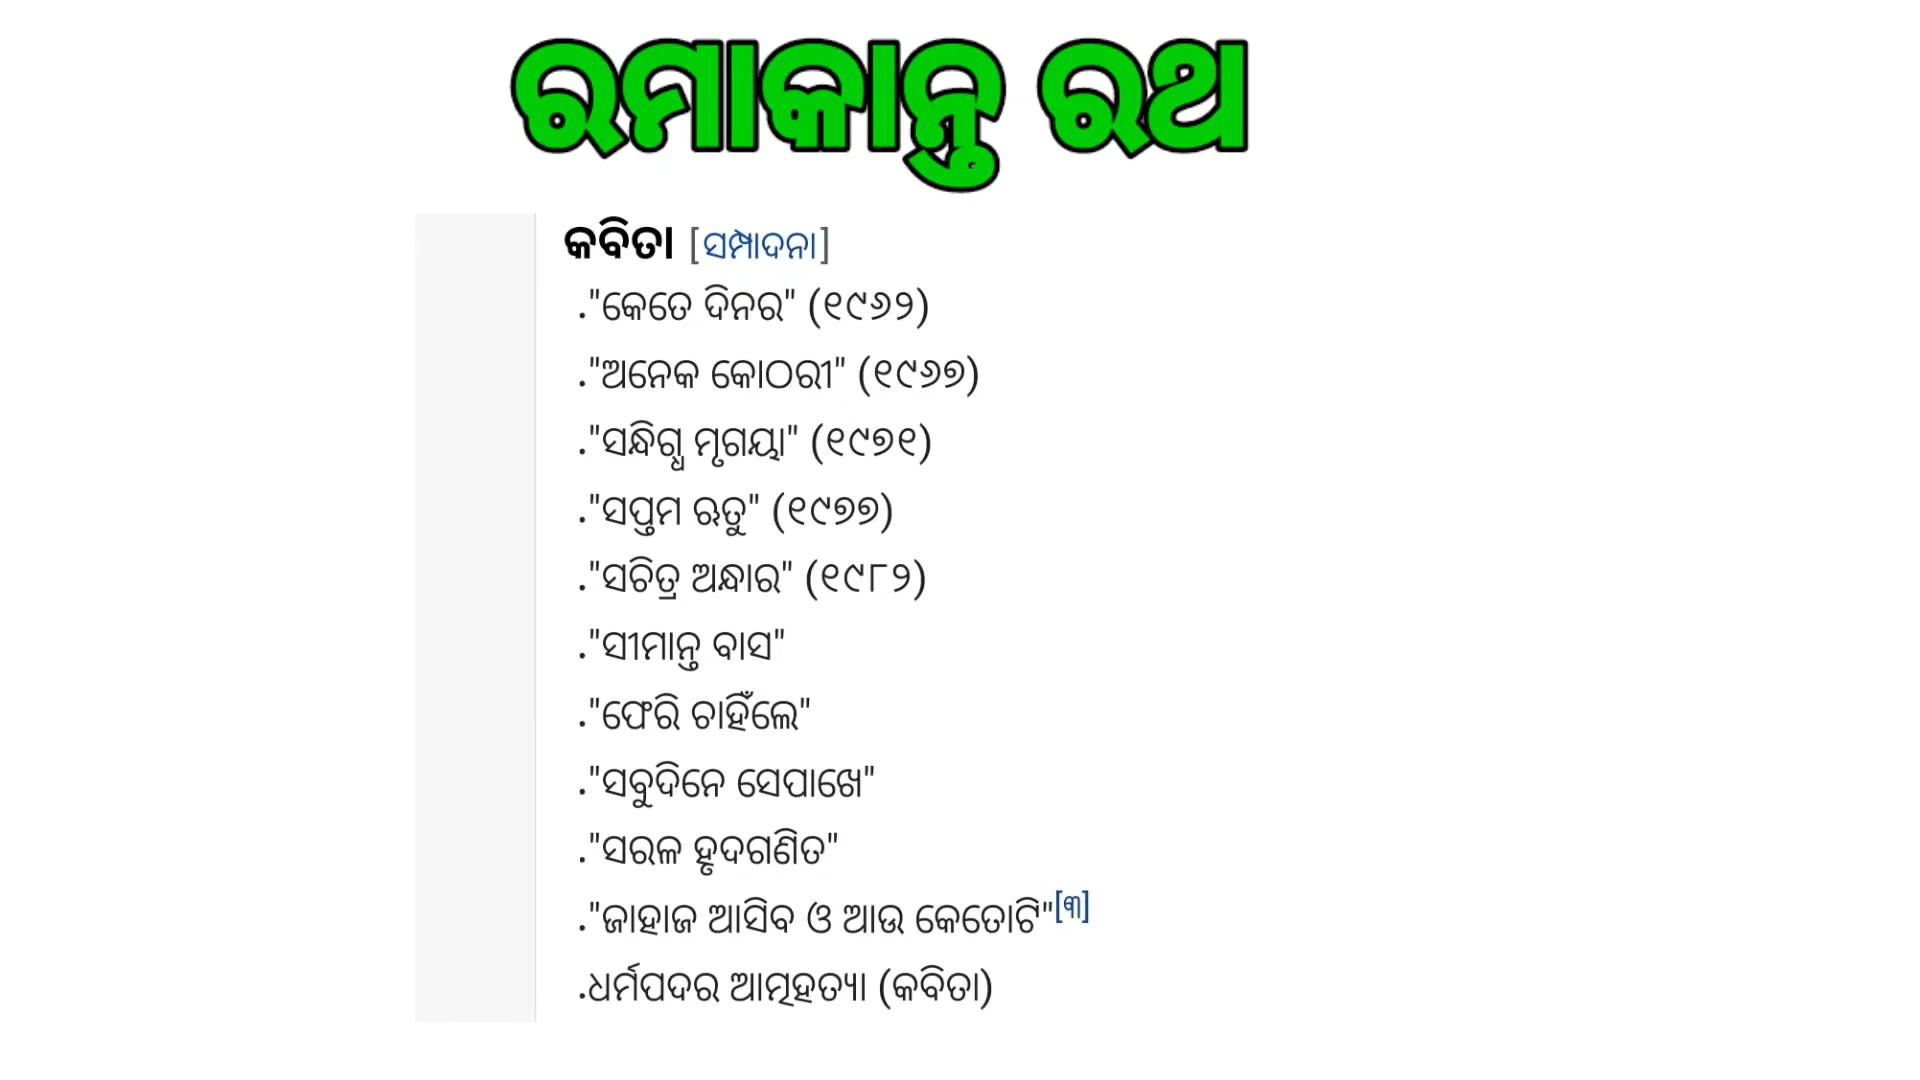 ରମାକାନ୍ତ ରଥ
କବିତା [ସମ୍ପାଦନା]
."କେତେ ଦିନର" (୧୯୬୨)
."ଅନେକ କୋଠରୀ" (୧୯୬୭)
."ସନ୍ଧିଗ୍ଧ ମୃଗୟା" (୧୯୭୧)
."ସପ୍ତମ ଋତୁ" (୧୯୭୭)
."ସଚିତ୍ର ଅନ୍ଧାର" (୧୯୮୨)
."ସୀମାନ୍ତ ବାସ"
."ଫେରି ଚାହିଁଲେ"
."ସବୁଦିନେ ସେପାଖେ"
."ସରଳ ହୃଦଗଣିତ"
."ଜାହାଜ ଆସିବ ଓ ଆଉ କେତୋଟି"[୩]
.ଧର୍ମପଦର ଆତ୍ମହତ୍ୟା (କବିତା)